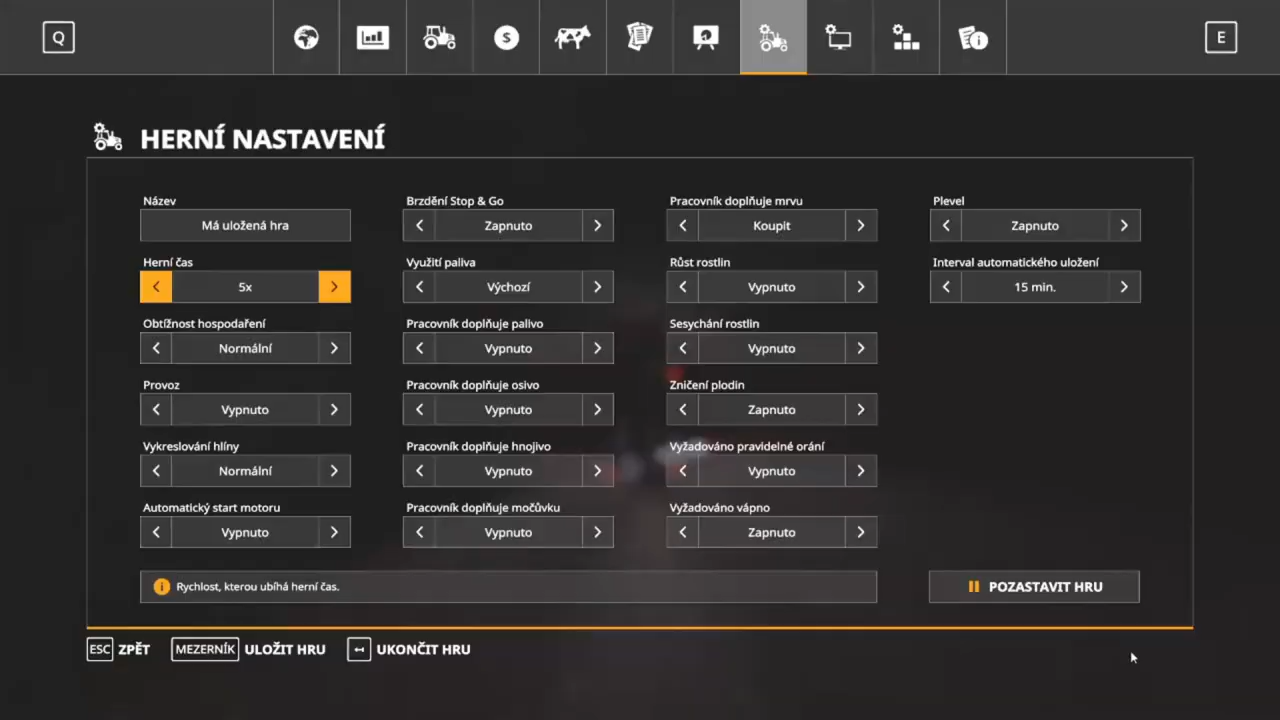 Q
E
HERNÍ NASTAVENÍ
Název
Má uložená hra
Herní čas
5x
Obtížnost hospodaření
Normální
Provoz
Vypnuto
Vykreslování hlíny
Normální
Automatický start motoru
Vypnuto
Brzdění Stop & Go
Zapnuto
Využití paliva
Výchozí
Pracovník doplňuje palivo
Vypnuto
Pracovník doplňuje osivo
Vypnuto
Pracovník doplňuje hnojivo
Vypnuto
Pracovník doplňuje močůvku
Vypnuto
Pracovník doplňuje mrvu
Koupit
Růst rostlin
Vypnuto
Sesychání rostlin
Vypnuto
Zničení plodin
Zapnuto
Vyžadováno pravidelné orání
Vypnuto
Vyžadováno vápno
Zapnuto
Plevel
Zapnuto
Interval automatického uložení
15 min.
Rychlost, kterou ubíhá herní čas.
POZASTAVIT HRU
ESC ZPĚT MEZERNÍK ULOŽIT HRU UKONČIT HRU